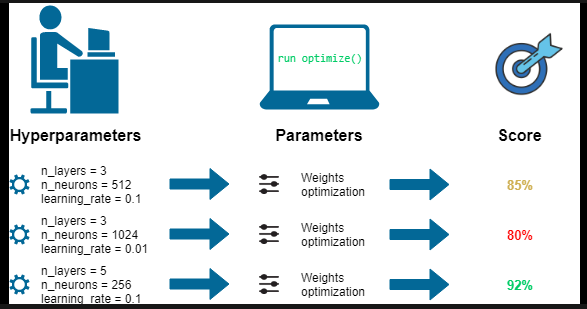 run optimize()
Hyperparameters
Parameters
Score
n_layers = 3
n_neurons = 512
learning_rate = 0.1
Weights
optimization
85%
n_layers = 3
n_neurons = 1024
learning_rate = 0.01
Weights
optimization
80%
n_layers = 5
n_neurons = 256
learning_rate = 0.1
Weights
optimization
92%